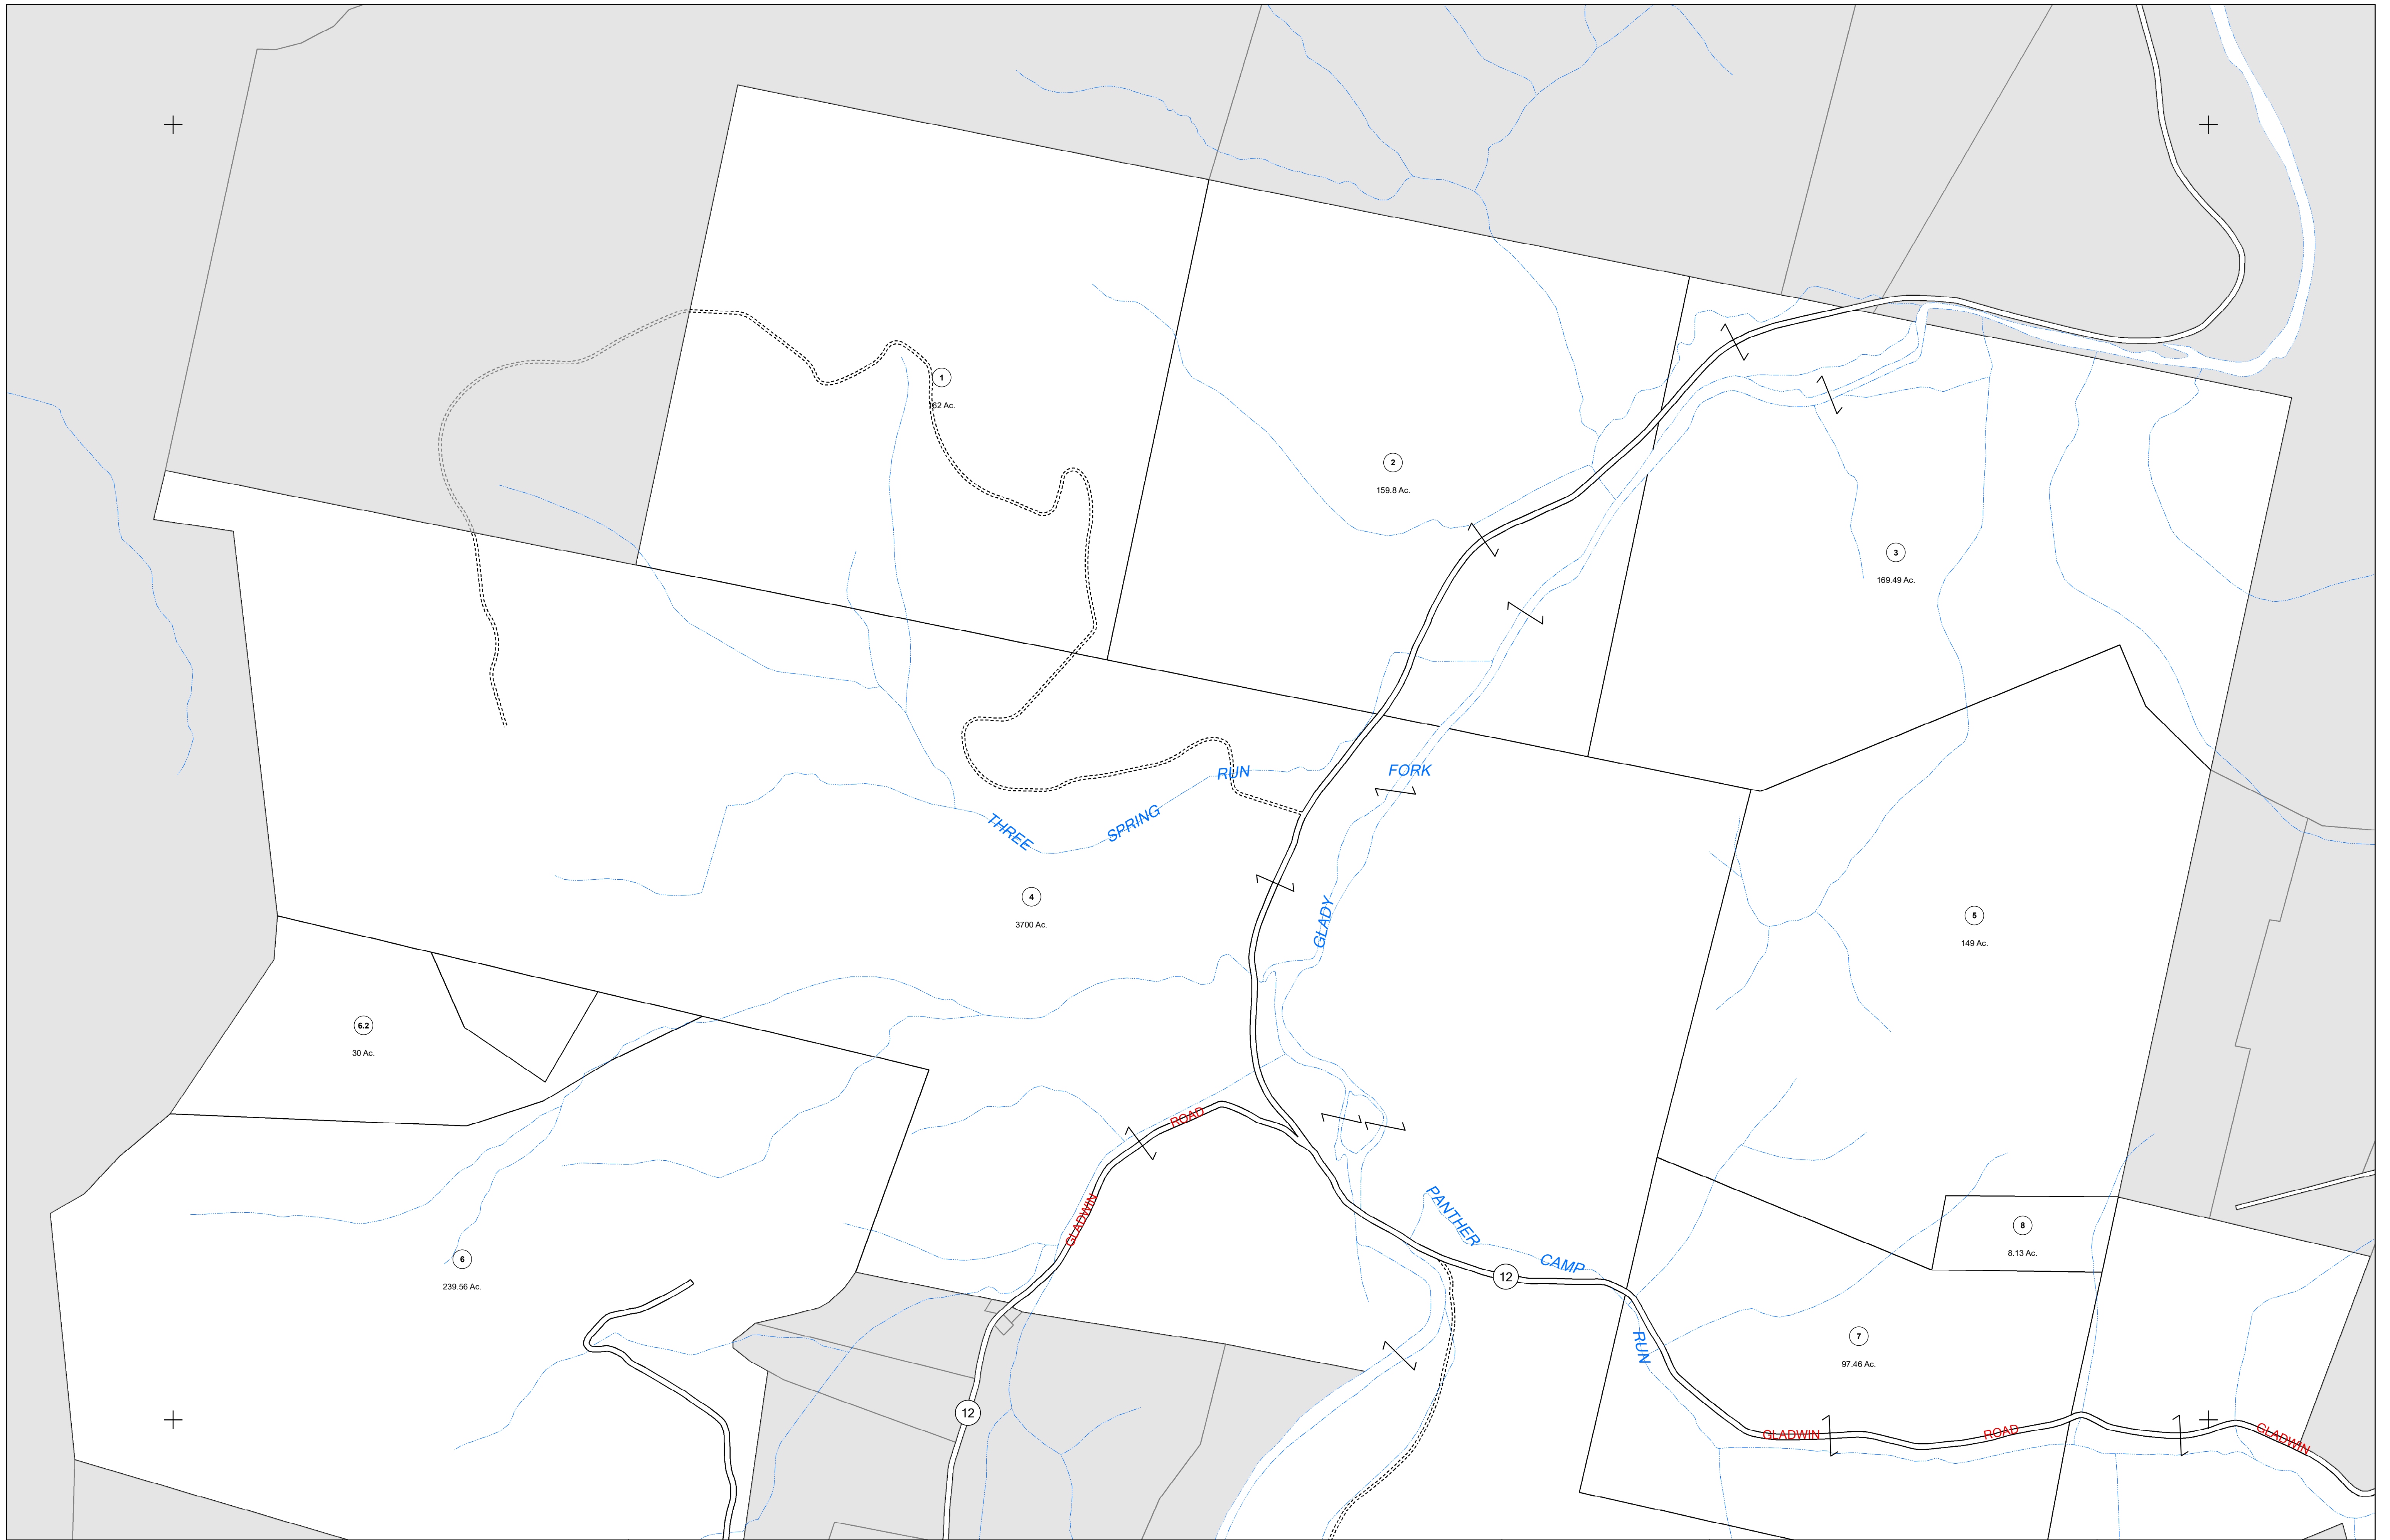 1
2
159.8 Ac.
3
169.49 Ac.
RUN
FORK
THREE
SPRING
4
3700 Ac.
GLADY
5
149 Ac.
6.2
30 Ac.
ROAD
GLADWIN
PANTHER
CAMP
12
RUN
8
8.13 Ac.
6
239.56 Ac.
7
97.46 Ac.
12
GLADWIN
ROAD
GLADWIN